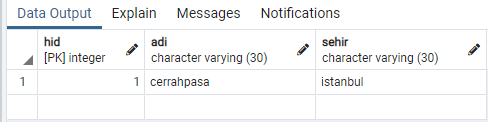 Data Output Explain Messages Notifications
hid adi sehir
[PK] integer character varying (30) character varying (30)
1 1 cerrahpasa istanbul